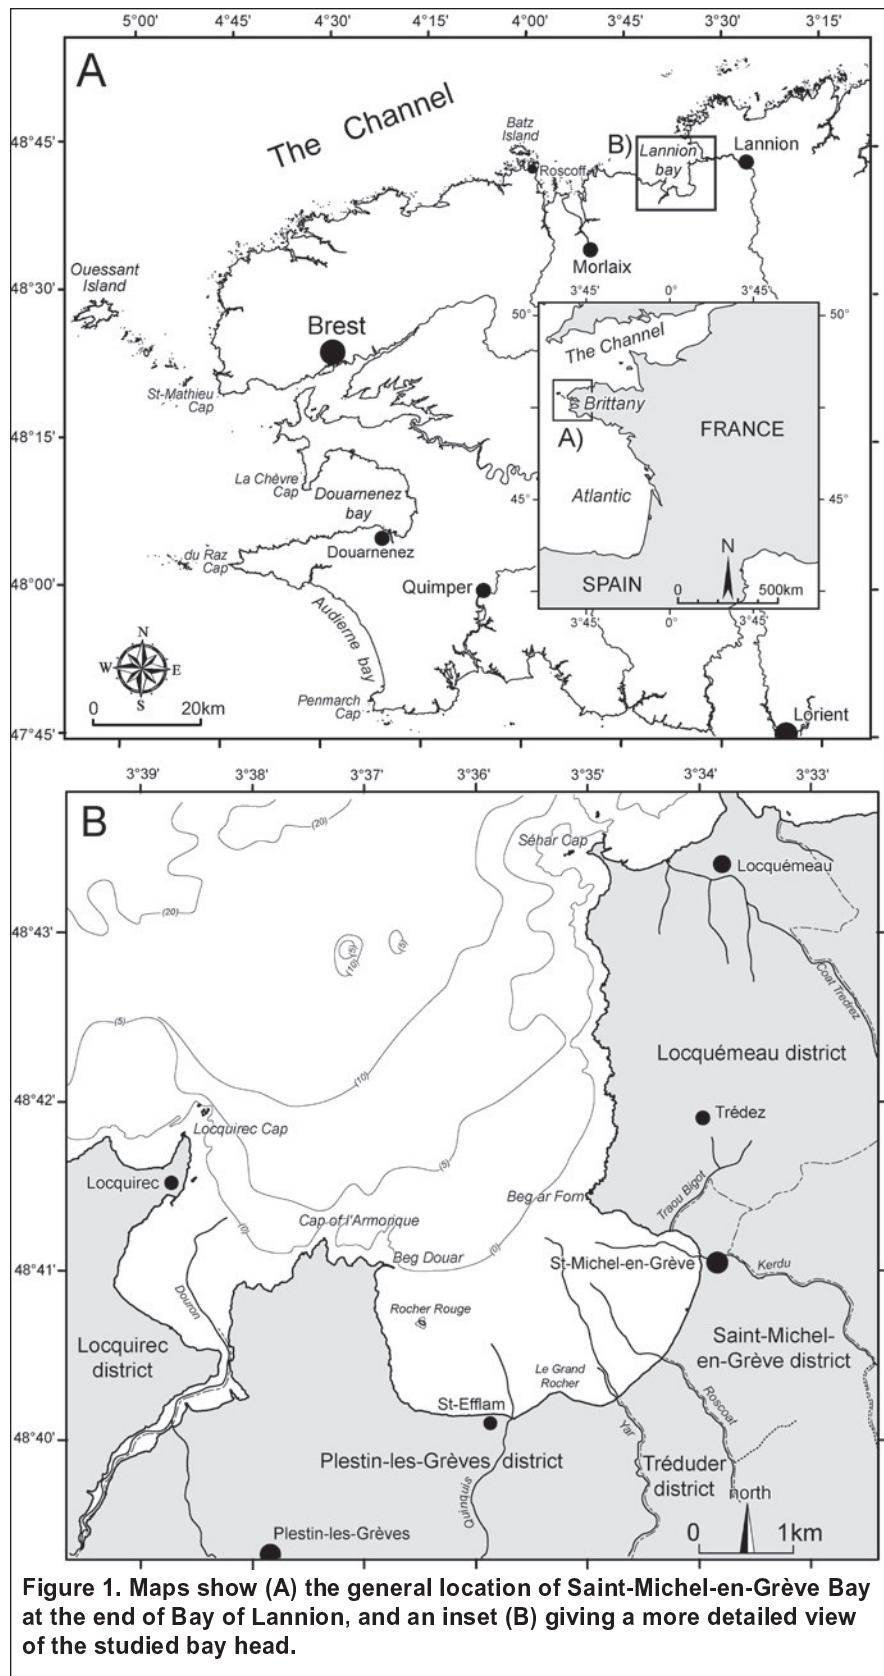 5°00' 4°45' 4°30' 4°15' 4°00' 3°45' 3°30' 3°15'
A
The Channel
Batz
Island
Roscoff
B)
Lannion
bay
Lannion
48°45'
Morlaix
48°30'
Ouessant
Island
Brest
St-Mathieu
Cap
48°15'
La Chèvre
Cap
Douarnenez
bay
Douarnenez
du Raz
Cap
48°00'
Quimper
Audierne bay
N
W E
S
0 20km
Penmarch
Cap
47°45'
Lorient
3°45' 0° 3°45'
50° 50°
The Channel
Brittany
A)
FRANCE
Atlantic
45° 45°
N
SPAIN
0 500km
3°45' 0° 3°45'
3°39' 3°38' 3°37' 3°36' 3°35' 3°34' 3°33'
B
(20)
Séhar Cap
Locquémeau
(20)
48°43'
(5)
(10)
(5)
Coat Tredrez
(5)
Locquémeau district
(10)
48°42'
Trédez
Locquirec Cap
(5)
Locquirec
Traou Bigot
Beg ar Forn
(0)
Cap of l'Armorique
(0)
Beg Douar
St-Michel-en-Grève
Kerdu
48°41'
Douron
Rocher Rouge
Saint-Michel-
en-Grève district
Locquirec
district
Le Grand
Rocher
Roscoat
St-Efflam
Yar
48°40'
Plestin-les-Grèves district
Tréduder
district
Quinquis
north
0 1km
Plestin-les-Grèves
Figure 1. Maps show (A) the general location of Saint-Michel-en-Grève Bay
at the end of Bay of Lannion, and an inset (B) giving a more detailed view
of the studied bay head.